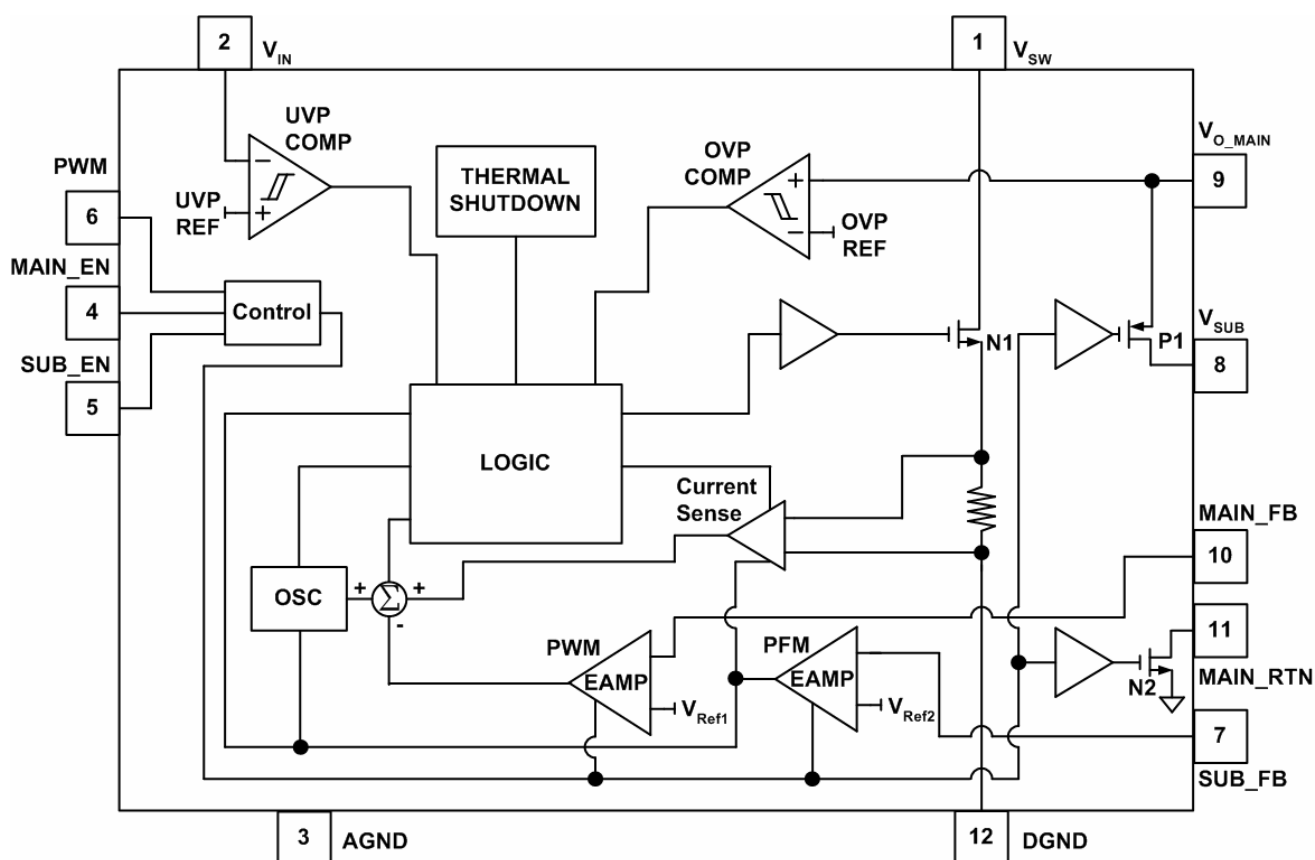 2
V_IN
1
V_SW
UVP
COMP
−
UVP
REF
+
THERMAL
SHUTDOWN
OVP
COMP
+
−
OVP
REF
V_O_MAIN
9
PWM
6
MAIN_EN
4
Control
SUB_EN
5
N1
P1
V_SUB
8
LOGIC
Current
Sense
MAIN_FB
10
OSC
+
Σ
+
-
PWM
EAMP
V_Ref1
PFM
EAMP
V_Ref2
11
N2
MAIN_RTN
7
SUB_FB
3
AGND
12
DGND